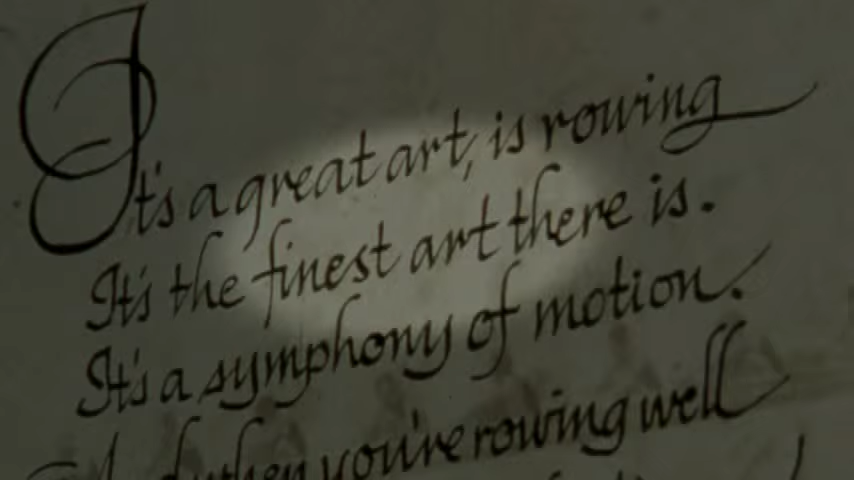 It's a great art, is rowing
It's the finest art there is.
It's a symphony of motion.
And when you're rowing well